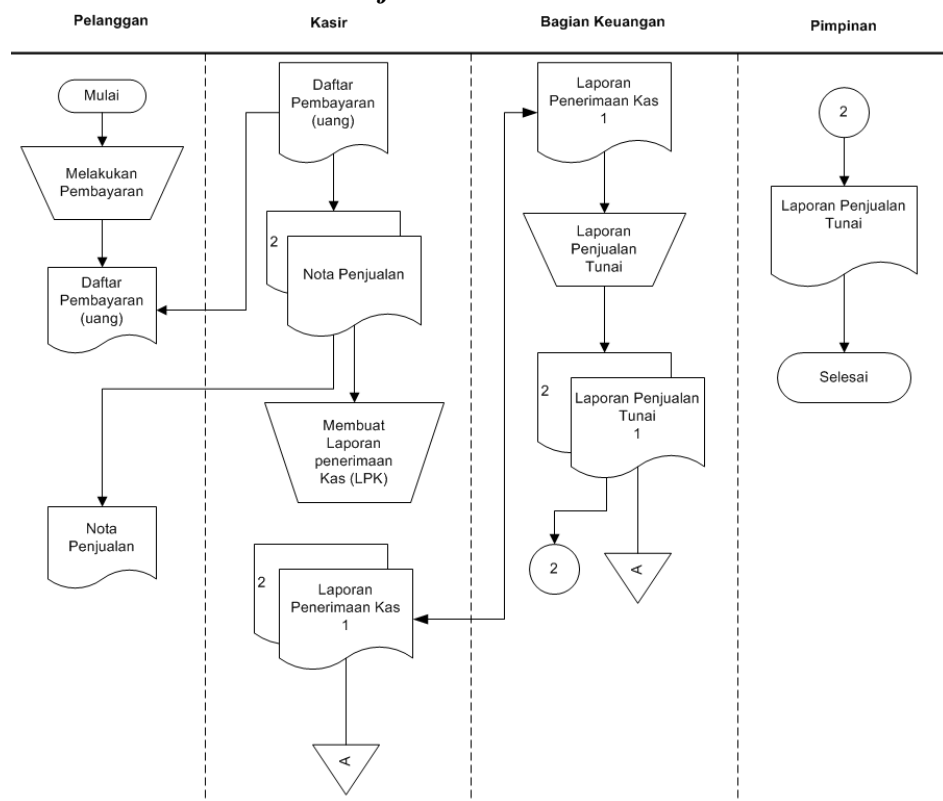 Pelanggan
Kasir
Bagian Keuangan
Pimpinan
Mulai
Melakukan
Pembayaran
Daftar
Pembayaran
(uang)
Nota
Penjualan
Daftar
Pembayaran
(uang)
2
Nota Penjualan
Membuat
Laporan
penerimaan
Kas (LPK)
2
Laporan
Penerimaan Kas
1
A
Laporan
Penerimaan Kas
1
Laporan
Penjualan
Tunai
2
Laporan Penjualan
Tunai
1
2
A
2
Laporan Penjualan
Tunai
Selesai